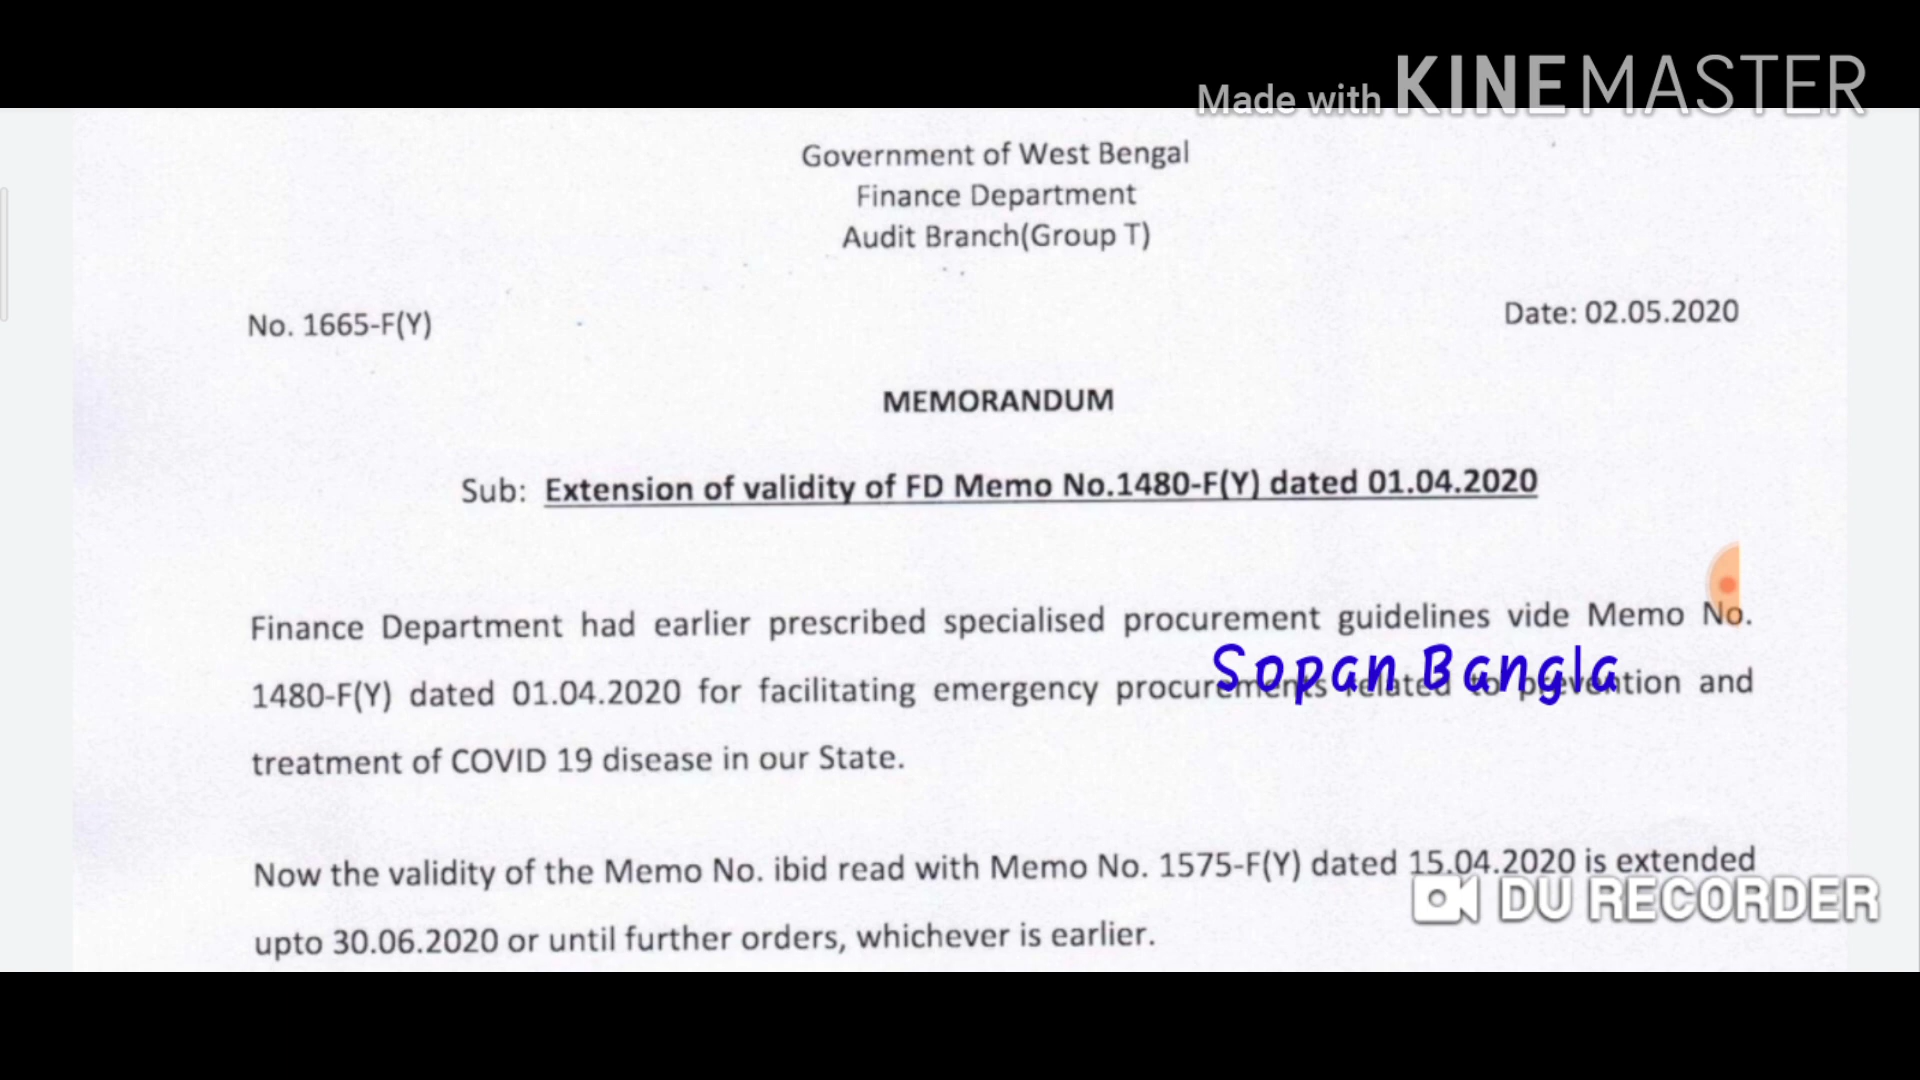 Made with KINEMASTER
Government of West Bengal
Finance Department
Audit Branch(Group T)
No. 1665-F(Y)
Date: 02.05.2020
MEMORANDUM
Sub: Extension of validity of FD Memo No.1480-F(Y) dated 01.04.2020
Finance Department had earlier prescribed specialised procurement guidelines vide Memo No.
Sopan Bangla
1480-F(Y) dated 01.04.2020 for facilitating emergency procurements related to prevention and
treatment of COVID 19 disease in our State.
Now the validity of the Memo No. ibid read with Memo No. 1575-F(Y) dated 15.04.2020 is extended
DU RECORDER
upto 30.06.2020 or until further orders, whichever is earlier.